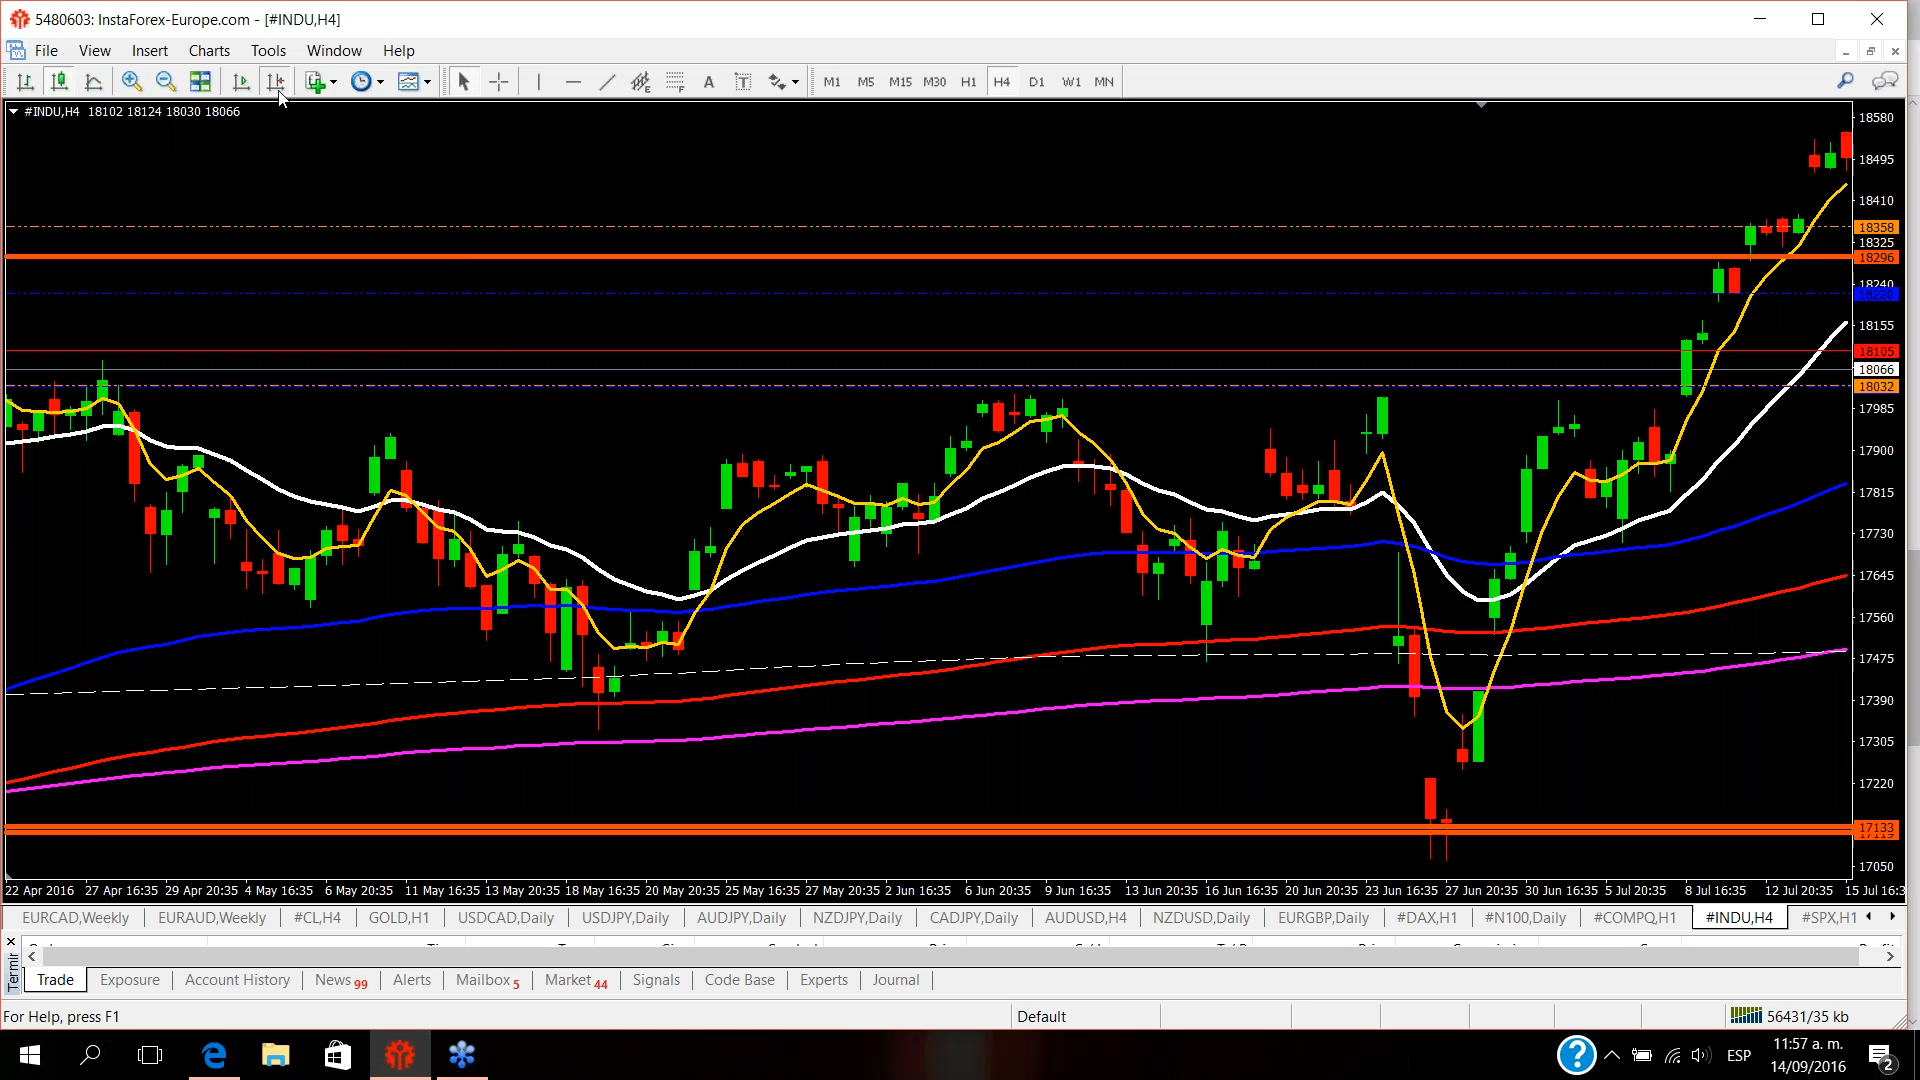 5480603: InstaForex-Europe.com - [#INDU,H4]
File View Insert Charts Tools Window Help
A T M1 M5 M15 M30 H1 H4 D1 W1 MN
#INDU,H4 18102 18124 18030 18066
18580
18495
18410
18358
18325
18296
18240
18220
18155
18105
18066
18032
17985
17900
17815
17730
17645
17560
17475
17390
17305
17220
17133
17050
22 Apr 2016 27 Apr 16:35 29 Apr 20:35 4 May 16:35 6 May 20:35 11 May 16:35 13 May 20:35 18 May 16:35 20 May 20:35 25 May 16:35 27 May 20:35 2 Jun 16:35 6 Jun 20:35 9 Jun 16:35 13 Jun 20:35 16 Jun 16:35 20 Jun 20:35 23 Jun 16:35 27 Jun 20:35 30 Jun 16:35 5 Jul 20:35 8 Jul 16:35 12 Jul 20:35 15 Jul 16:3
EURCAD,Weekly EURAUD,Weekly #CL,H4 GOLD,H1 USDCAD,Daily USDJPY,Daily AUDJPY,Daily NZDJPY,Daily CADJPY,Daily AUDUSD,H4 NZDUSD,Daily EURGBP,Daily #DAX,H1 #N100,Daily #COMPQ,H1 #INDU,H4 #SPX,H1
Termir
Trade Exposure Account History News 99 Alerts Mailbox 5 Market 44 Signals Code Base Experts Journal
For Help, press F1 Default 56431/35 kb
ESP
11:57 a. m.
14/09/2016
2